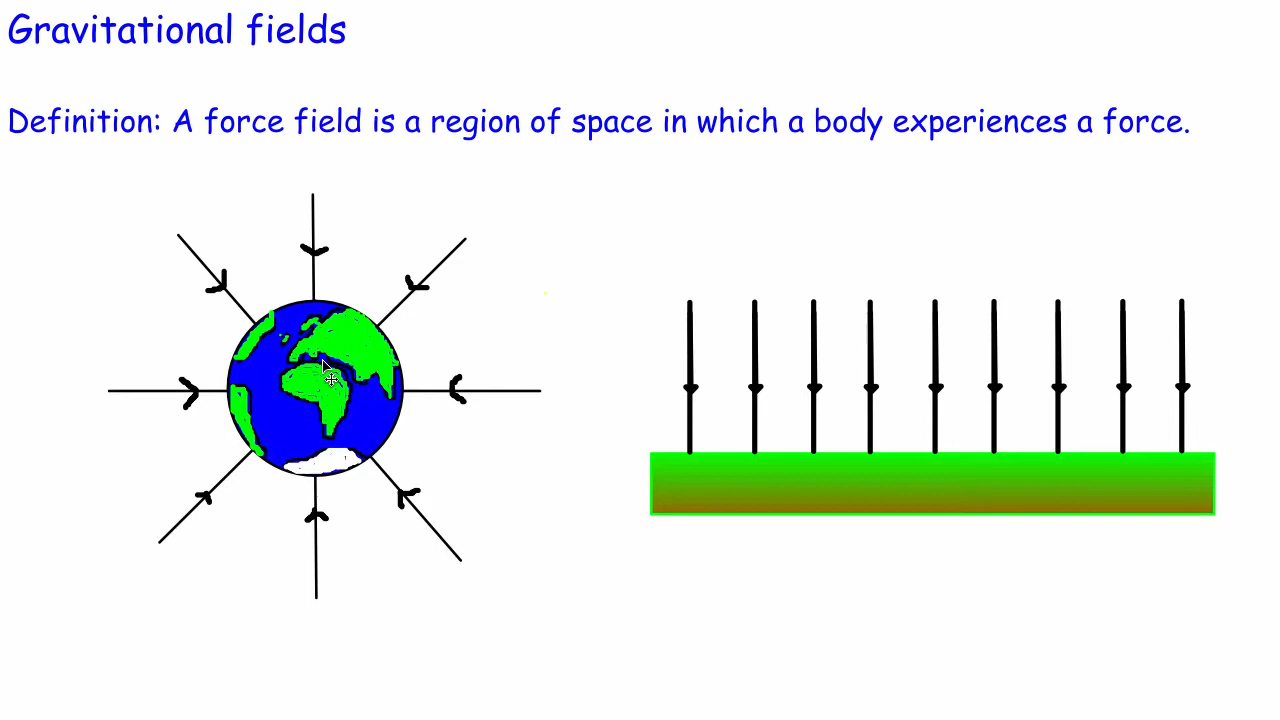 Gravitational fields
Definition: A force field is a region of space in which a body experiences a force.